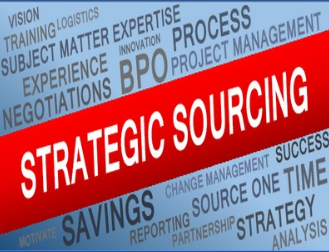 VISION
TRAINING LOGISTICS
SUBJECT MATTER EXPERTISE
INNOVATION
PROCESS
EXPERIENCE
BPO
PROJECT MANAGEMENT
NEGOTIATIONS
STRATEGIC SOURCING
MOTIVATE
SAVINGS
CHANGE MANAGEMENT
SUCCESS
REPORTING
SOURCE ONE
TIME
PARTNERSHIP
STRATEGY
ANALYSIS